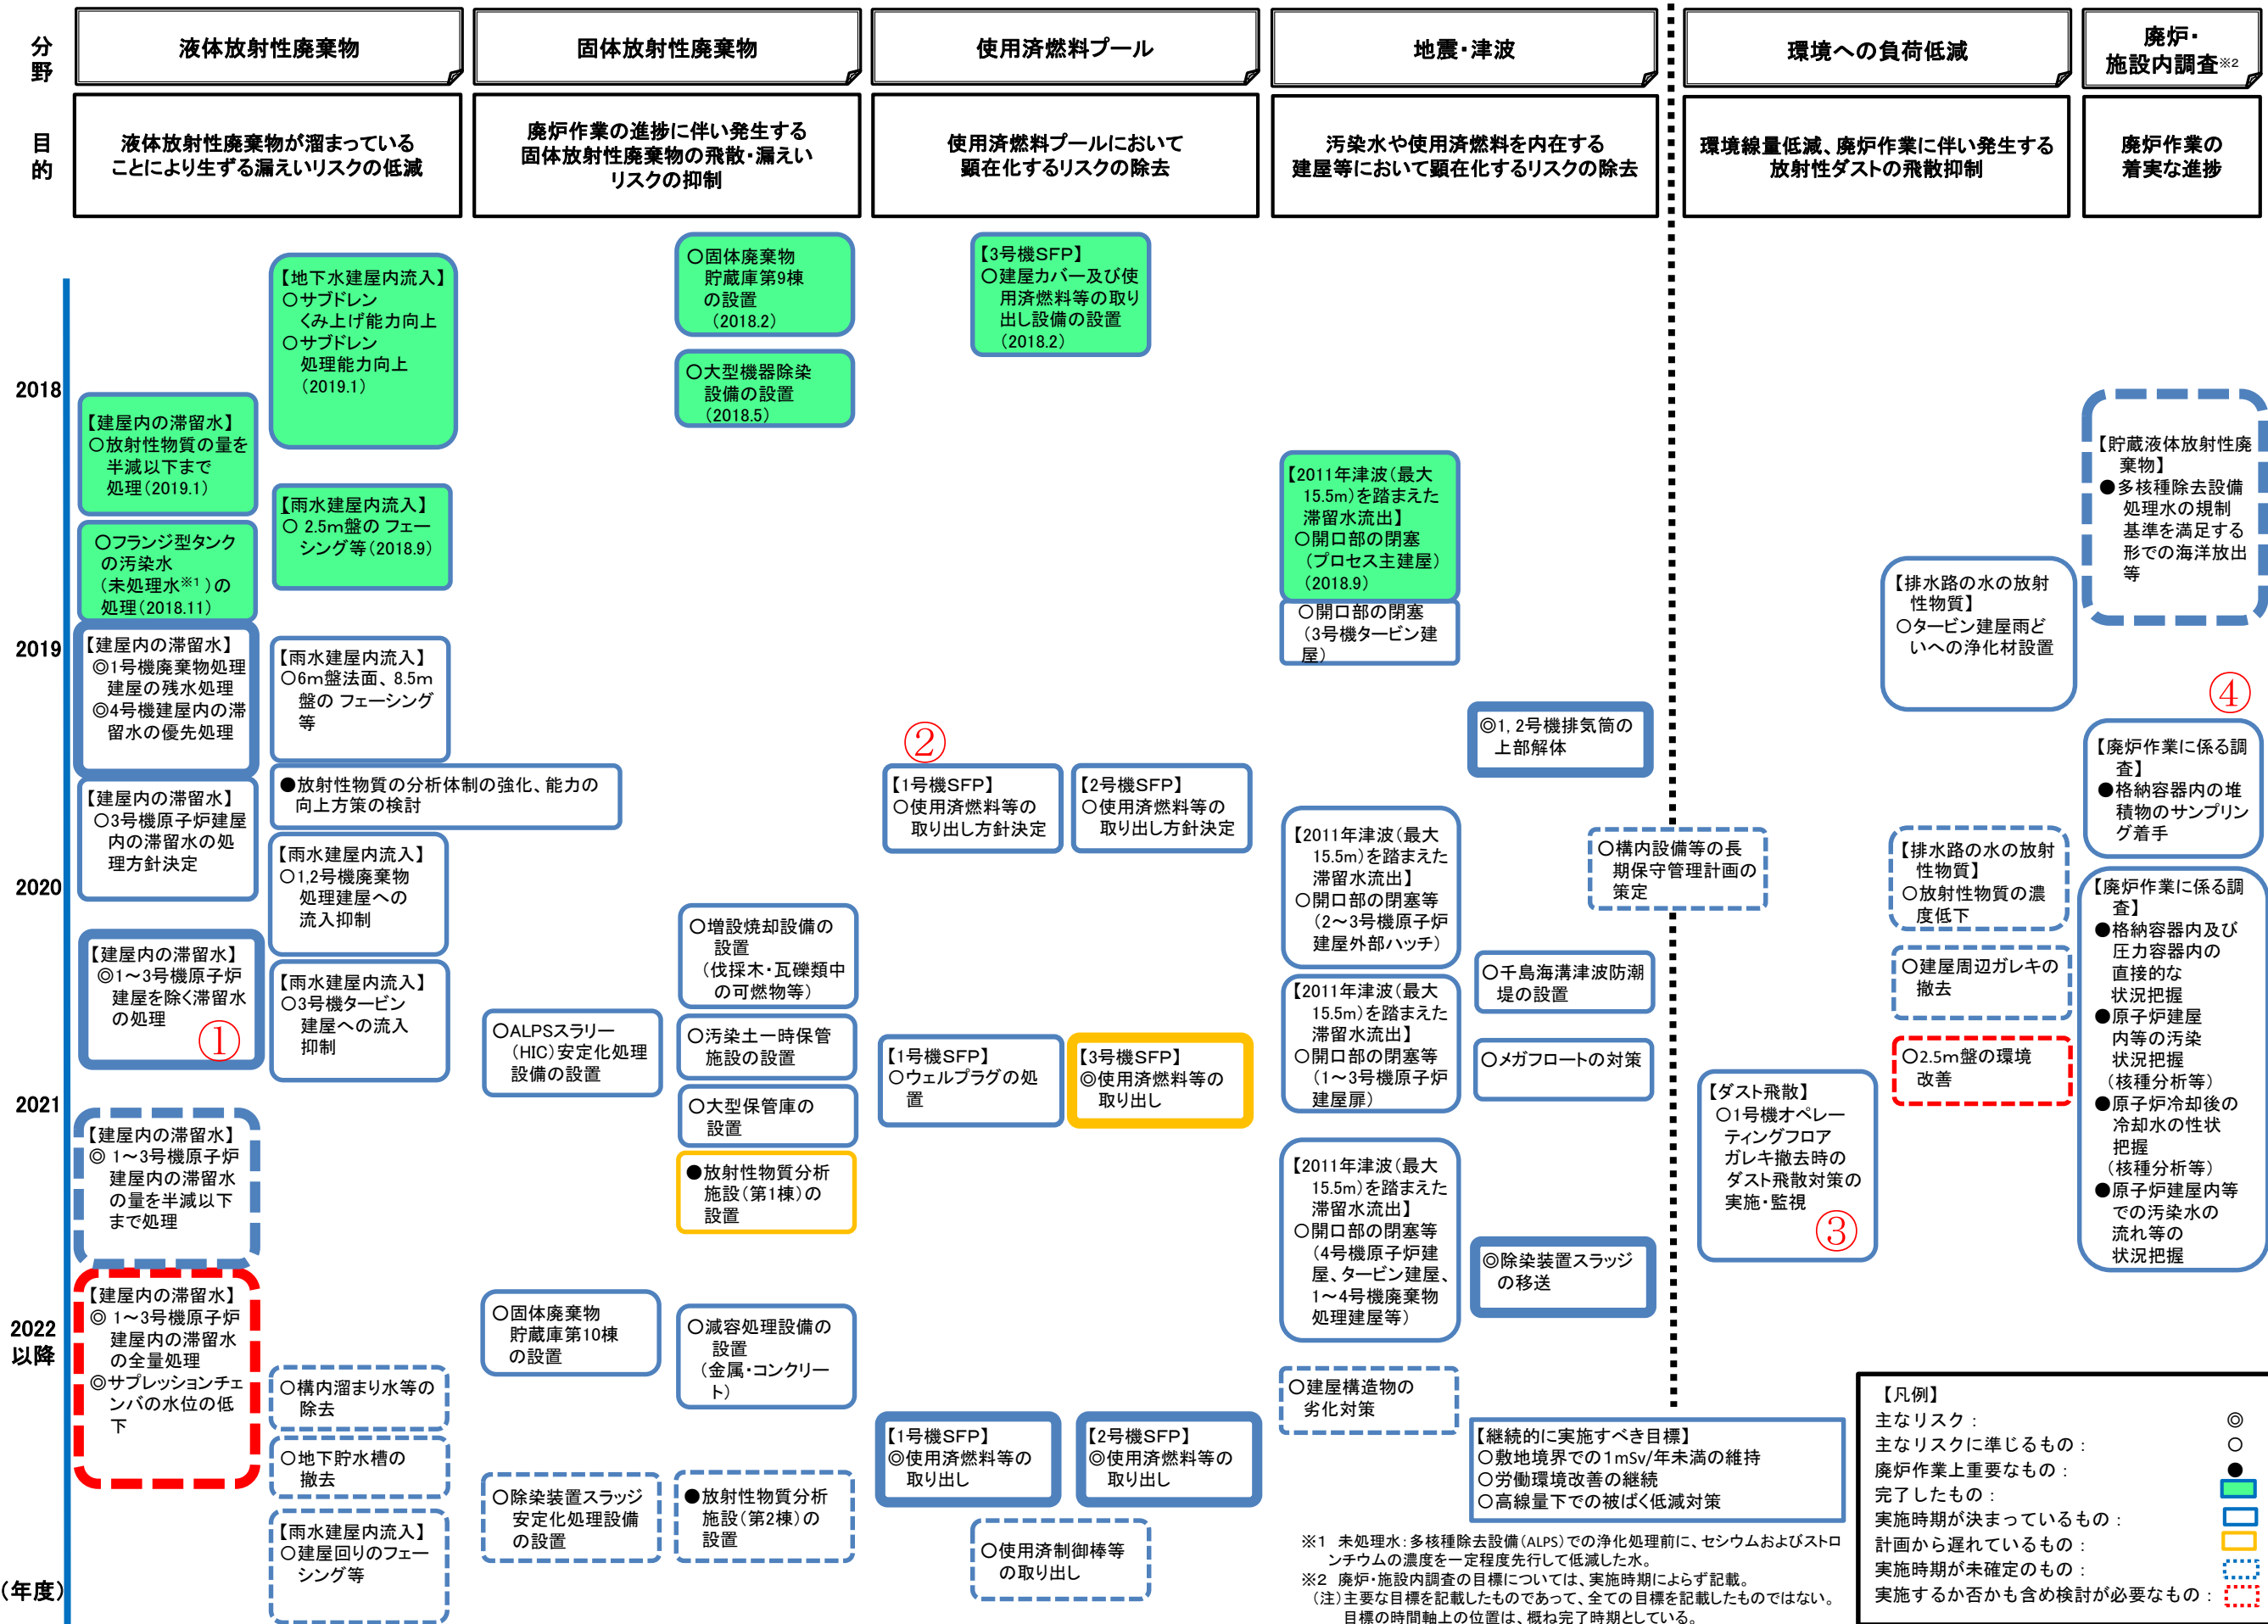 分野
液体放射性廃棄物
固体放射性廃棄物
使用済燃料プール
地震・津波
環境への負荷低減
廃炉・
施設内調査※2
目的
液体放射性廃棄物が溜まっている
ことにより生ずる漏えいリスクの低減
廃炉作業の進捗に伴い発生する
固体放射性廃棄物の飛散・漏えい
リスクの抑制
使用済燃料プールにおいて
顕在化するリスクの除去
汚染水や使用済燃料を内在する
建屋等において顕在化するリスクの除去
環境線量低減、廃炉作業に伴い発生する
放射性ダストの飛散抑制
廃炉作業の
着実な進捗
2018
2019
2020
2021
2022
以降
(年度)
【建屋内の滞留水】
○放射性物質の量を
半減以下まで
処理(2019.1)
○フランジ型タンク
の汚染水
(未処理水※1)の
処理(2018.11)
【建屋内の滞留水】
◎1号機廃棄物処理
建屋の残水処理
◎4号機建屋内の滞
留水の優先処理
【建屋内の滞留水】
○3号機原子炉建屋
内の滞留水の処
理方針決定
【建屋内の滞留水】
◎1～3号機原子炉
建屋を除く滞留水
の処理
①
【建屋内の滞留水】
◎ 1～3号機原子炉
建屋内の滞留水
の量を半減以下
まで処理
【建屋内の滞留水】
◎ 1～3号機原子炉
建屋内の滞留水
の全量処理
◎サプレッションチェ
ンバの水位の低
下
【地下水建屋内流入】
○サブドレン
くみ上げ能力向上
○サブドレン
処理能力向上
(2019.1)
【雨水建屋内流入】
○ 2.5m盤の フェー
シング等(2018.9)
【雨水建屋内流入】
○6m盤法面、8.5m
盤の フェーシング
等
●放射性物質の分析体制の強化、能力の
向上方策の検討
【雨水建屋内流入】
○1,2号機廃棄物
処理建屋への
流入抑制
【雨水建屋内流入】
○3号機タービン
建屋への流入
抑制
○構内溜まり水等の
除去
○地下貯水槽の
撤去
【雨水建屋内流入】
○建屋回りのフェー
シング等
○固体廃棄物
貯蔵庫第9棟
の設置
(2018.2)
○大型機器除染
設備の設置
(2018.5)
○増設焼却設備の
設置
(伐採木・瓦礫類中
の可燃物等)
○ALPSスラリー
(HIC)安定化処理
設備の設置
○汚染土一時保管
施設の設置
○大型保管庫の
設置
●放射性物質分析
施設(第1棟)の
設置
○固体廃棄物
貯蔵庫第10棟
の設置
○減容処理設備の
設置
(金属・コンクリー
ト)
○除染装置スラッジ
安定化処理設備
の設置
●放射性物質分析
施設(第2棟)の
設置
【3号機SFP】
○建屋カバー及び使
用済燃料等の取り
出し設備の設置
(2018.2)
②
【1号機SFP】
○使用済燃料等の
取り出し方針決定
【2号機SFP】
○使用済燃料等の
取り出し方針決定
【1号機SFP】
○ウェルプラグの処
置
【3号機SFP】
◎使用済燃料等の
取り出し
【1号機SFP】
◎使用済燃料等の
取り出し
【2号機SFP】
◎使用済燃料等の
取り出し
○使用済制御棒等
の取り出し
【2011年津波(最大
15.5m)を踏まえた
滞留水流出】
○開口部の閉塞
(プロセス主建屋)
(2018.9)
○開口部の閉塞
(3号機タービン建
屋)
◎1, 2号機排気筒の
上部解体
【2011年津波(最大
15.5m)を踏まえた
滞留水流出】
○開口部の閉塞等
(2～3号機原子炉
建屋外部ハッチ)
○構内設備等の長
期保守管理計画の
策定
○千島海溝津波防潮
堤の設置
【2011年津波(最大
15.5m)を踏まえた
滞留水流出】
○開口部の閉塞等
(1～3号機原子炉
建屋扉)
○メガフロートの対策
【2011年津波(最大
15.5m)を踏まえた
滞留水流出】
○開口部の閉塞等
(4号機原子炉建
屋、タービン建屋、
1～4号機廃棄物
処理建屋等)
◎除染装置スラッジ
の移送
○建屋構造物の
劣化対策
【継続的に実施すべき目標】
○敷地境界での1mSv/年未満の維持
○労働環境改善の継続
○高線量下での被ばく低減対策
【排水路の水の放射
性物質】
○タービン建屋雨ど
いへの浄化材設置
【排水路の水の放射
性物質】
○放射性物質の濃
度低下
○建屋周辺ガレキの
撤去
○2.5m盤の環境
改善
【ダスト飛散】
○1号機オペレー
ティングフロア
ガレキ撤去時の
ダスト飛散対策の
実施・監視
③
【貯蔵液体放射性廃
棄物】
●多核種除去設備
処理水の規制
基準を満足する
形での海洋放出
等
④
【廃炉作業に係る調
査】
●格納容器内の堆
積物のサンプリン
グ着手
【廃炉作業に係る調
査】
●格納容器内及び
圧力容器内の
直接的な
状況把握
●原子炉建屋
内等の汚染
状況把握
(核種分析等)
●原子炉冷却後の
冷却水の性状
把握
(核種分析等)
●原子炉建屋内等
での汚染水の
流れ等の
状況把握
【凡例】
主なリスク： ◎
主なリスクに準じるもの： ○
廃炉作業上重要なもの： ●
完了したもの：
実施時期が決まっているもの：
計画から遅れているもの：
実施時期が未確定のもの：
実施するか否かも含め検討が必要なもの：
※1 未処理水：多核種除去設備(ALPS)での浄化処理前に、セシウムおよびストロ
ンチウムの濃度を一定程度先行して低減した水。
※2 廃炉・施設内調査の目標については、実施時期によらず記載。
(注)主要な目標を記載したものであって、全ての目標を記載したものではない。
目標の時間軸上の位置は、概ね完了時期としている。